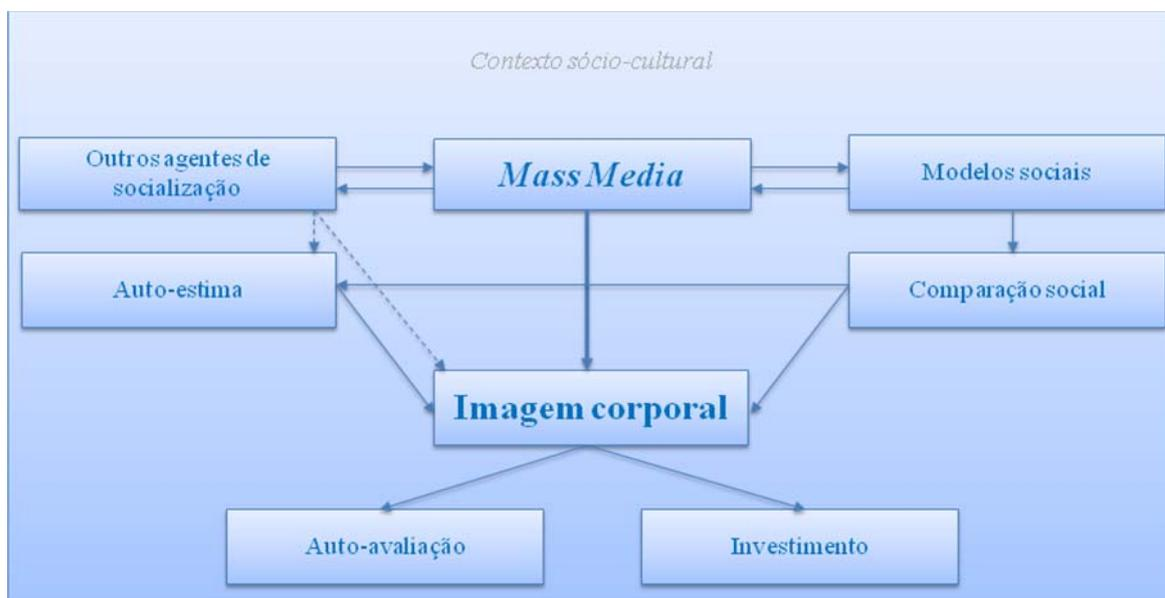 Contexto sócio-cultural
Outros agentes de
socialização
Mass Media
Modelos sociais
Auto-estima
Comparação social
Imagem corporal
Auto-avaliação
Investimento